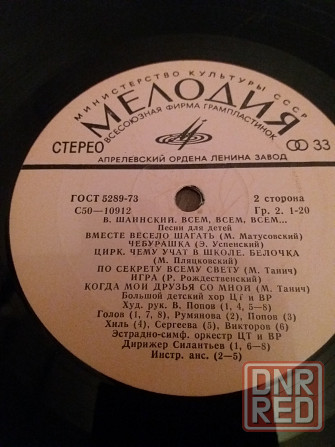 МИНИСТЕРСТВО КУЛЬТУРЫ СССР
МЕЛОДИЯ
ВСЕСОЮЗНАЯ ФИРМА ГРАМПЛАСТИНОК
СТЕРЕО
33
АПРЕЛЕВСКИЙ ОРДЕНА ЛЕНИНА ЗАВОД
ГОСТ 5289-73
2 сторона
С50—10912
Гр. 2. 1-20
В. ШАИНСКИЙ. ВСЕМ, ВСЕМ, ВСЕМ...
Песни для детей
ВМЕСТЕ ВЕСЕЛО ШАГАТЬ (М. Матусовский)
ЧЕБУРАШКА (Э. Успенский)
ЦИРК. ЧЕМУ УЧАТ В ШКОЛЕ. БЕЛОЧКА
(М. Пляцковский)
ПО СЕКРЕТУ ВСЕМУ СВЕТУ (М. Танич)
ИГРА (Р. Рождественский)
КОГДА МОИ ДРУЗЬЯ СО МНОЙ (М. Танич)
Большой детский хор ЦТ и ВР
Худ. рук. В. Попов (1, 4, 5—8)
Голов (1, 7, 8), Румянова (2), Попов (3)
Хиль (4), Сергеева (5), Викторов (6)
Эстрадно-симф. оркестр ЦТ и ВР
Дирижер Силантьев (1, 6—8)
Инстр. анс. (2—5)
DNR
RED